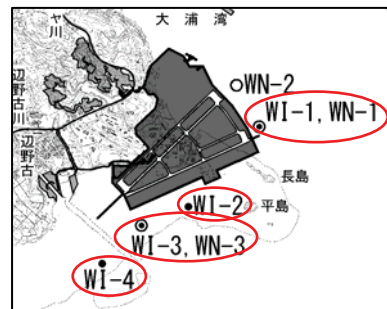 大浦湾
ヤ川
辺野古川
辺野古
WN-2
WI-1, WN-1
長島
平島
WI-2
WI-3, WN-3
WI-4